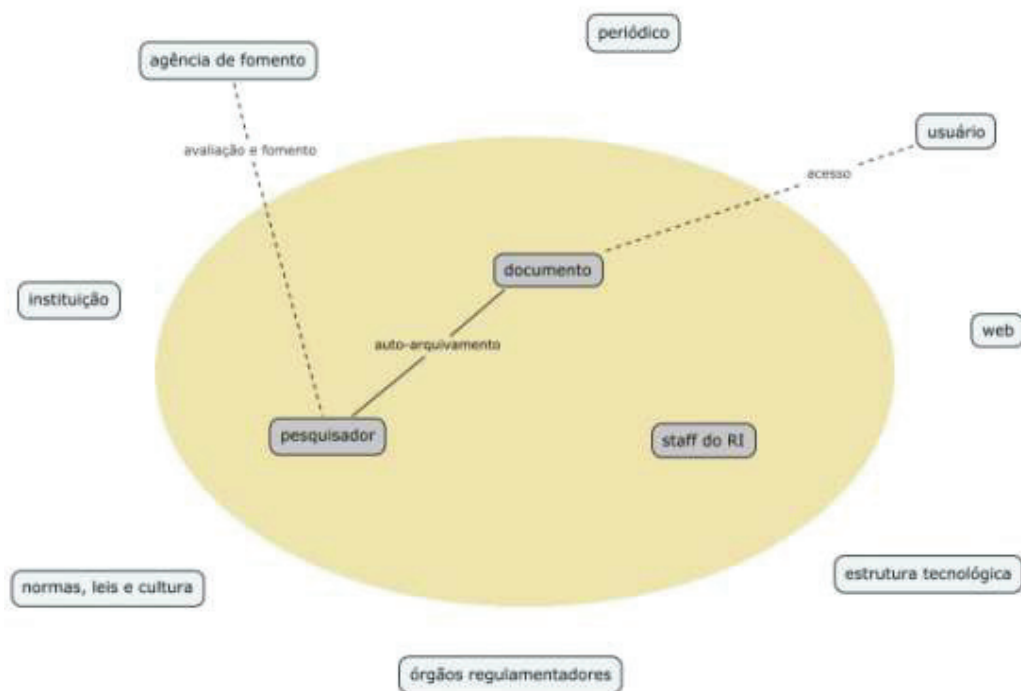 periódico
agência de fomento
usuário
avaliação e fomento
acesso
documento
instituição
web
auto-arquivamento
pesquisador
staff do RI
estrutura tecnológica
normas, leis e cultura
órgãos regulamentadores